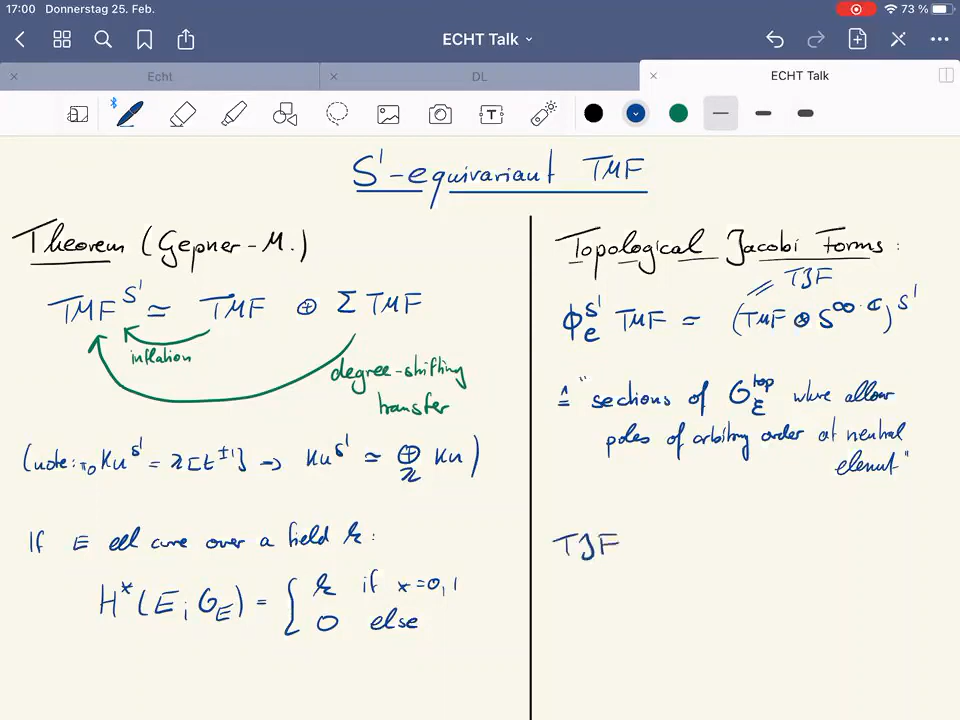 17:00 Donnerstag 25. Feb.
73 %
ECHT Talk
Echt
DL
ECHT Talk
S¹-equivariant TMF
Theorem (Gepner-M.)
TMF^{S¹} ≃ TMF ⊕ Σ TMF
inflation
degree-shifting
transfer
(note: π₀ Ku^{S¹} = ℤ[t^{±1}] → Ku^{S¹} ≃ ⊕_ℤ Ku)
If E ell curve over a field k:
H*(E; O_E) = { k if * = 0, 1
0 else
Topological Jacobi Forms:
= TJF
Φ_e^{S¹} TMF ≃ (TMF ⊗ S^{∞·ℂ})^{S¹}
≙ "sections of O_ℰ^{top} where allow
poles of arbitrary order at neutral
element"
TJF